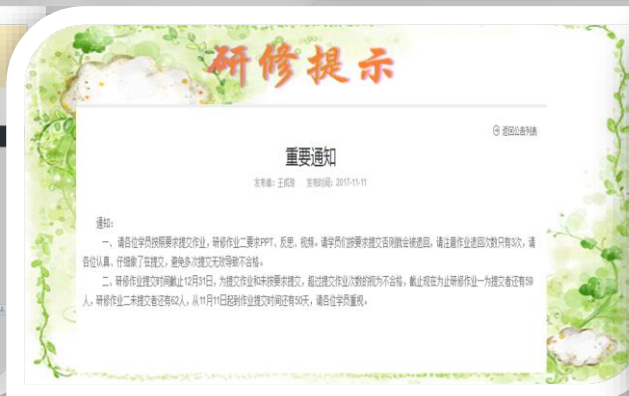 研修提示
返回公告列表
重要通知
发布者：王成刚 发布时间：2017-11-11
通知：
一、请各位学员按照要求提交作业，研修作业二要求PPT、反思、视频。请学员们按要求提交否则就会被退回，请注意作业退回次数只有3次，请
各位认真、仔细做了在提交，避免多次提交无效导致不合格。
二、研修作业提交时间截止12月31日，为提交作业和未按要求提交，超过提交作业次数的视为不合格，截止现在为止研修作业一为提交者还有59
人，研修作业二未提交者还有62人，从11月11日起到作业提交时间还有50天，请各位学员重视。